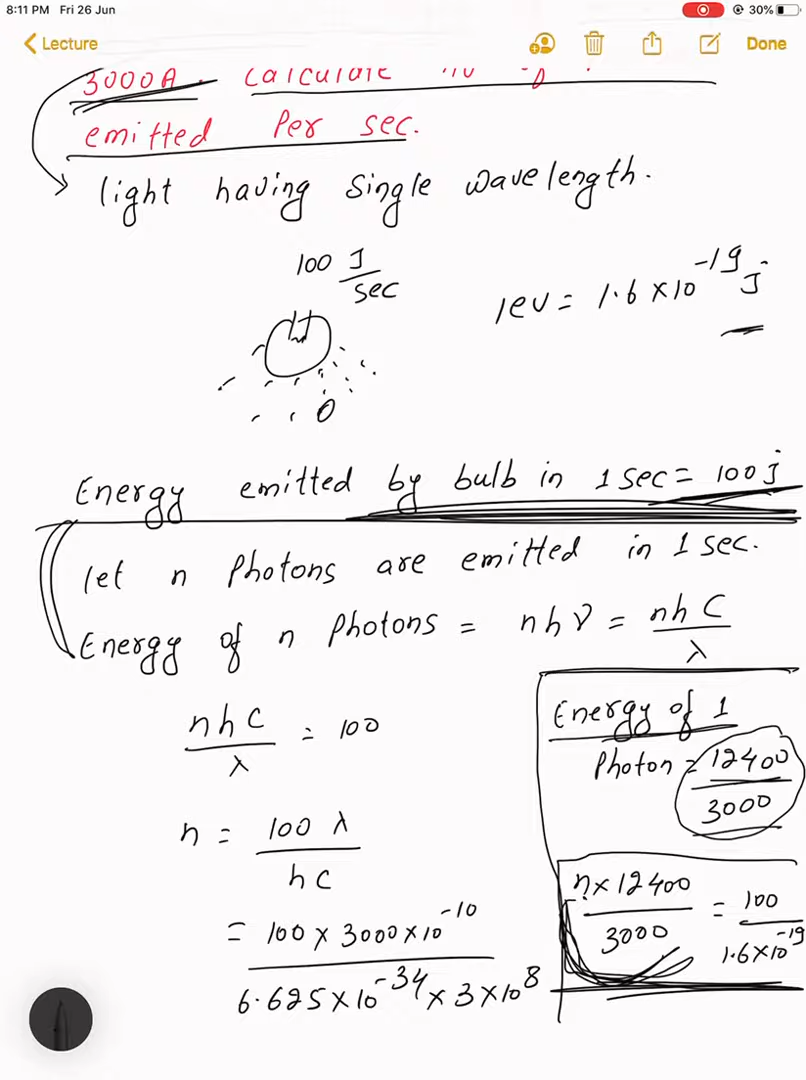 8:11 PM Fri 26 Jun
30%
Lecture
Done
3000A. Calculate
emitted Per sec.
light having single wavelength.
100 J/sec
1eV = 1.6 × 10^-19 J
Energy emitted by bulb in 1 sec = 100 j
let n Photons are emitted in 1 sec.
Energy of n Photons = nhν = nhC/λ
nhC/λ = 100
n = 100 λ/hC
= 100 × 3000 × 10^-10 / 6.625 × 10^-34 × 3 × 10^8
Energy of 1
Photon = 12400/3000
n × 12400/3000 = 100/1.6 × 10^-19